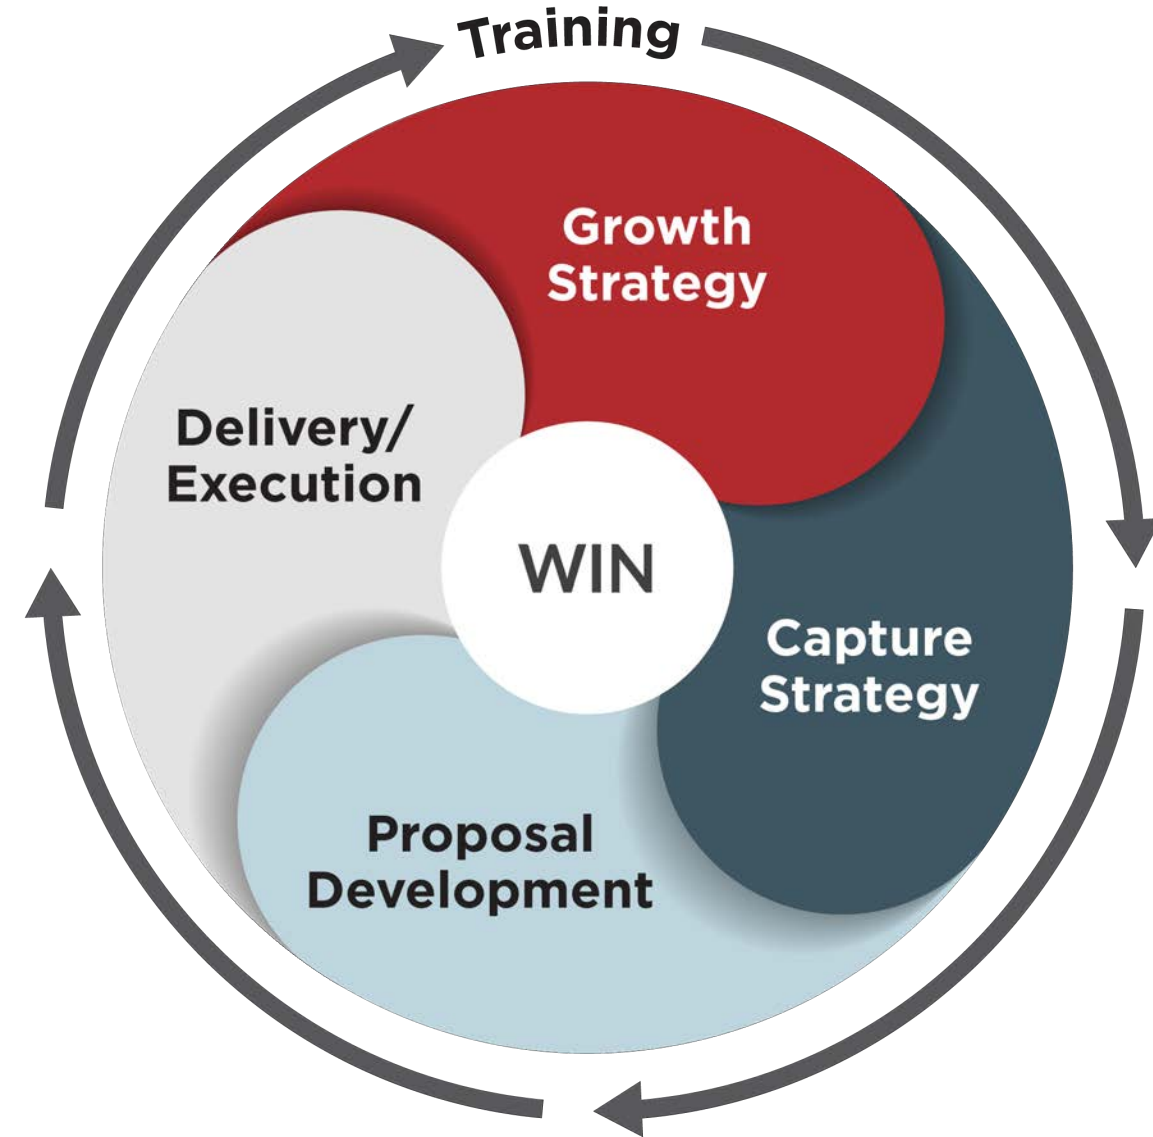 Training
Growth
Strategy
Delivery/
Execution
WIN
Capture
Strategy
Proposal
Development